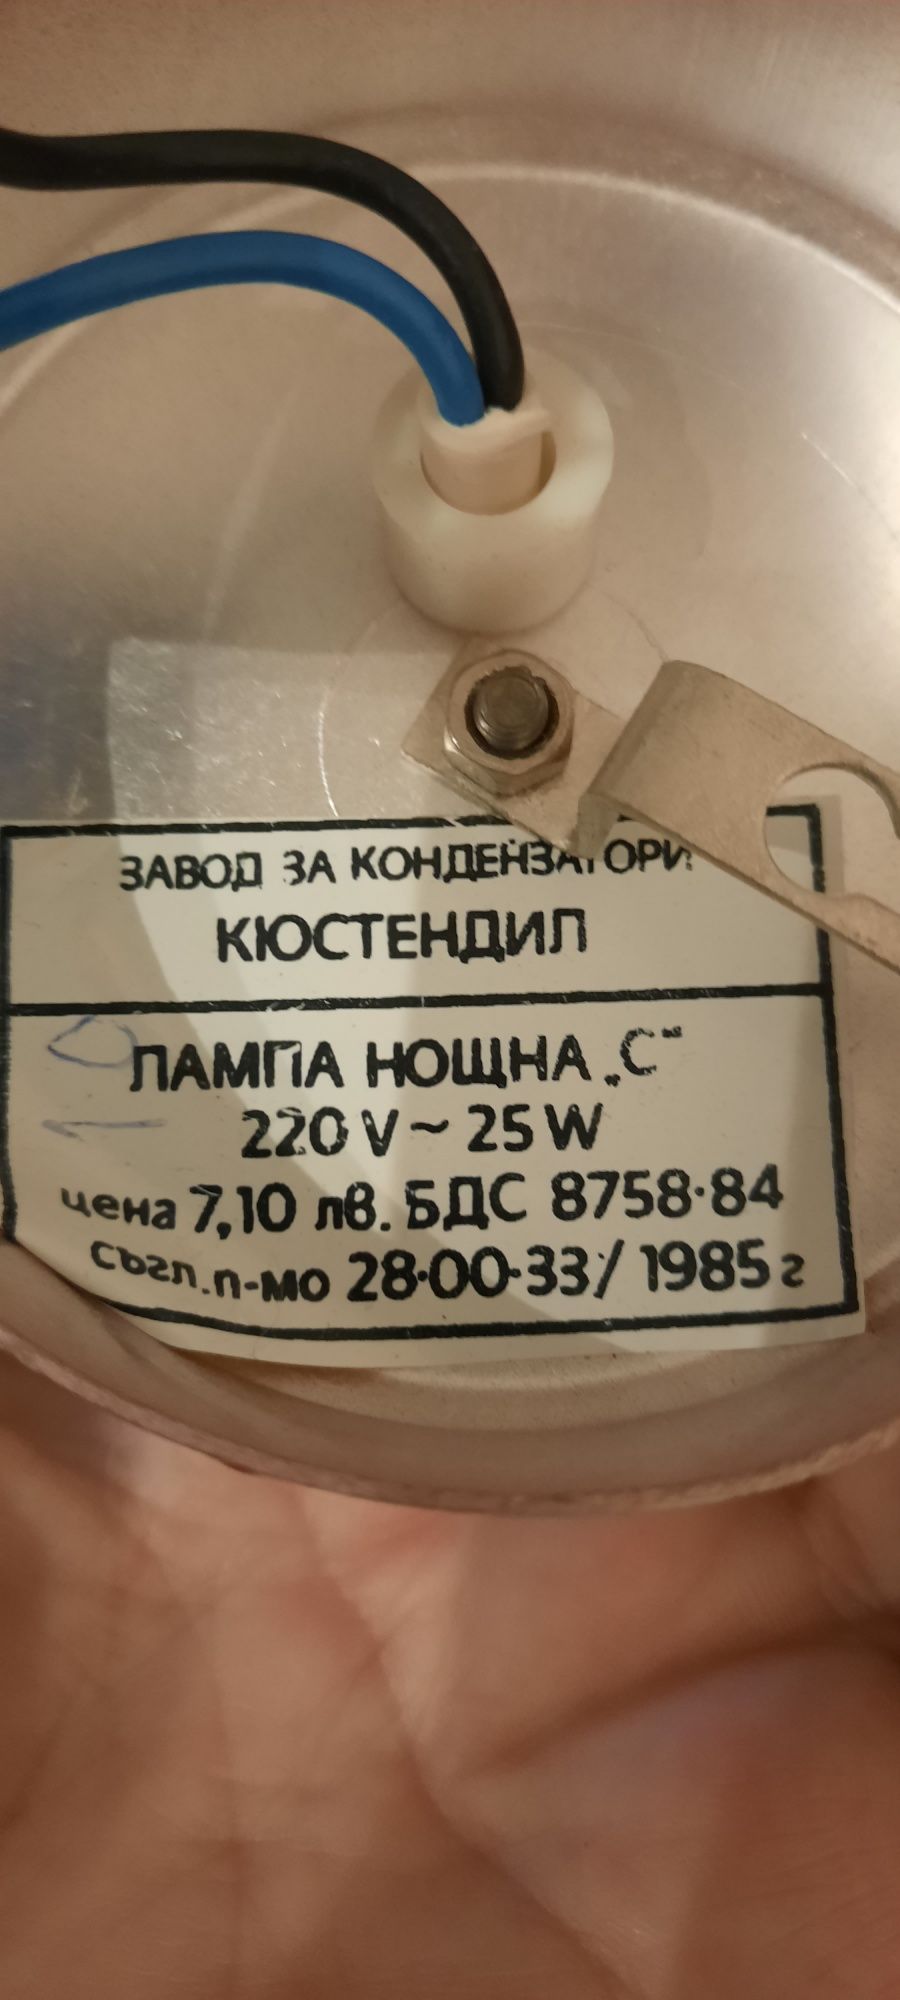 ЗАВОД ЗА КОНДЕНЗАТОРИ
КЮСТЕНДИЛ
ЛАМПА НОЩНА „С“
220 V ~ 25 W
цена 7,10 лв. БДС 8758·84
съгл. п-мо 28·00·33/ 1985 г